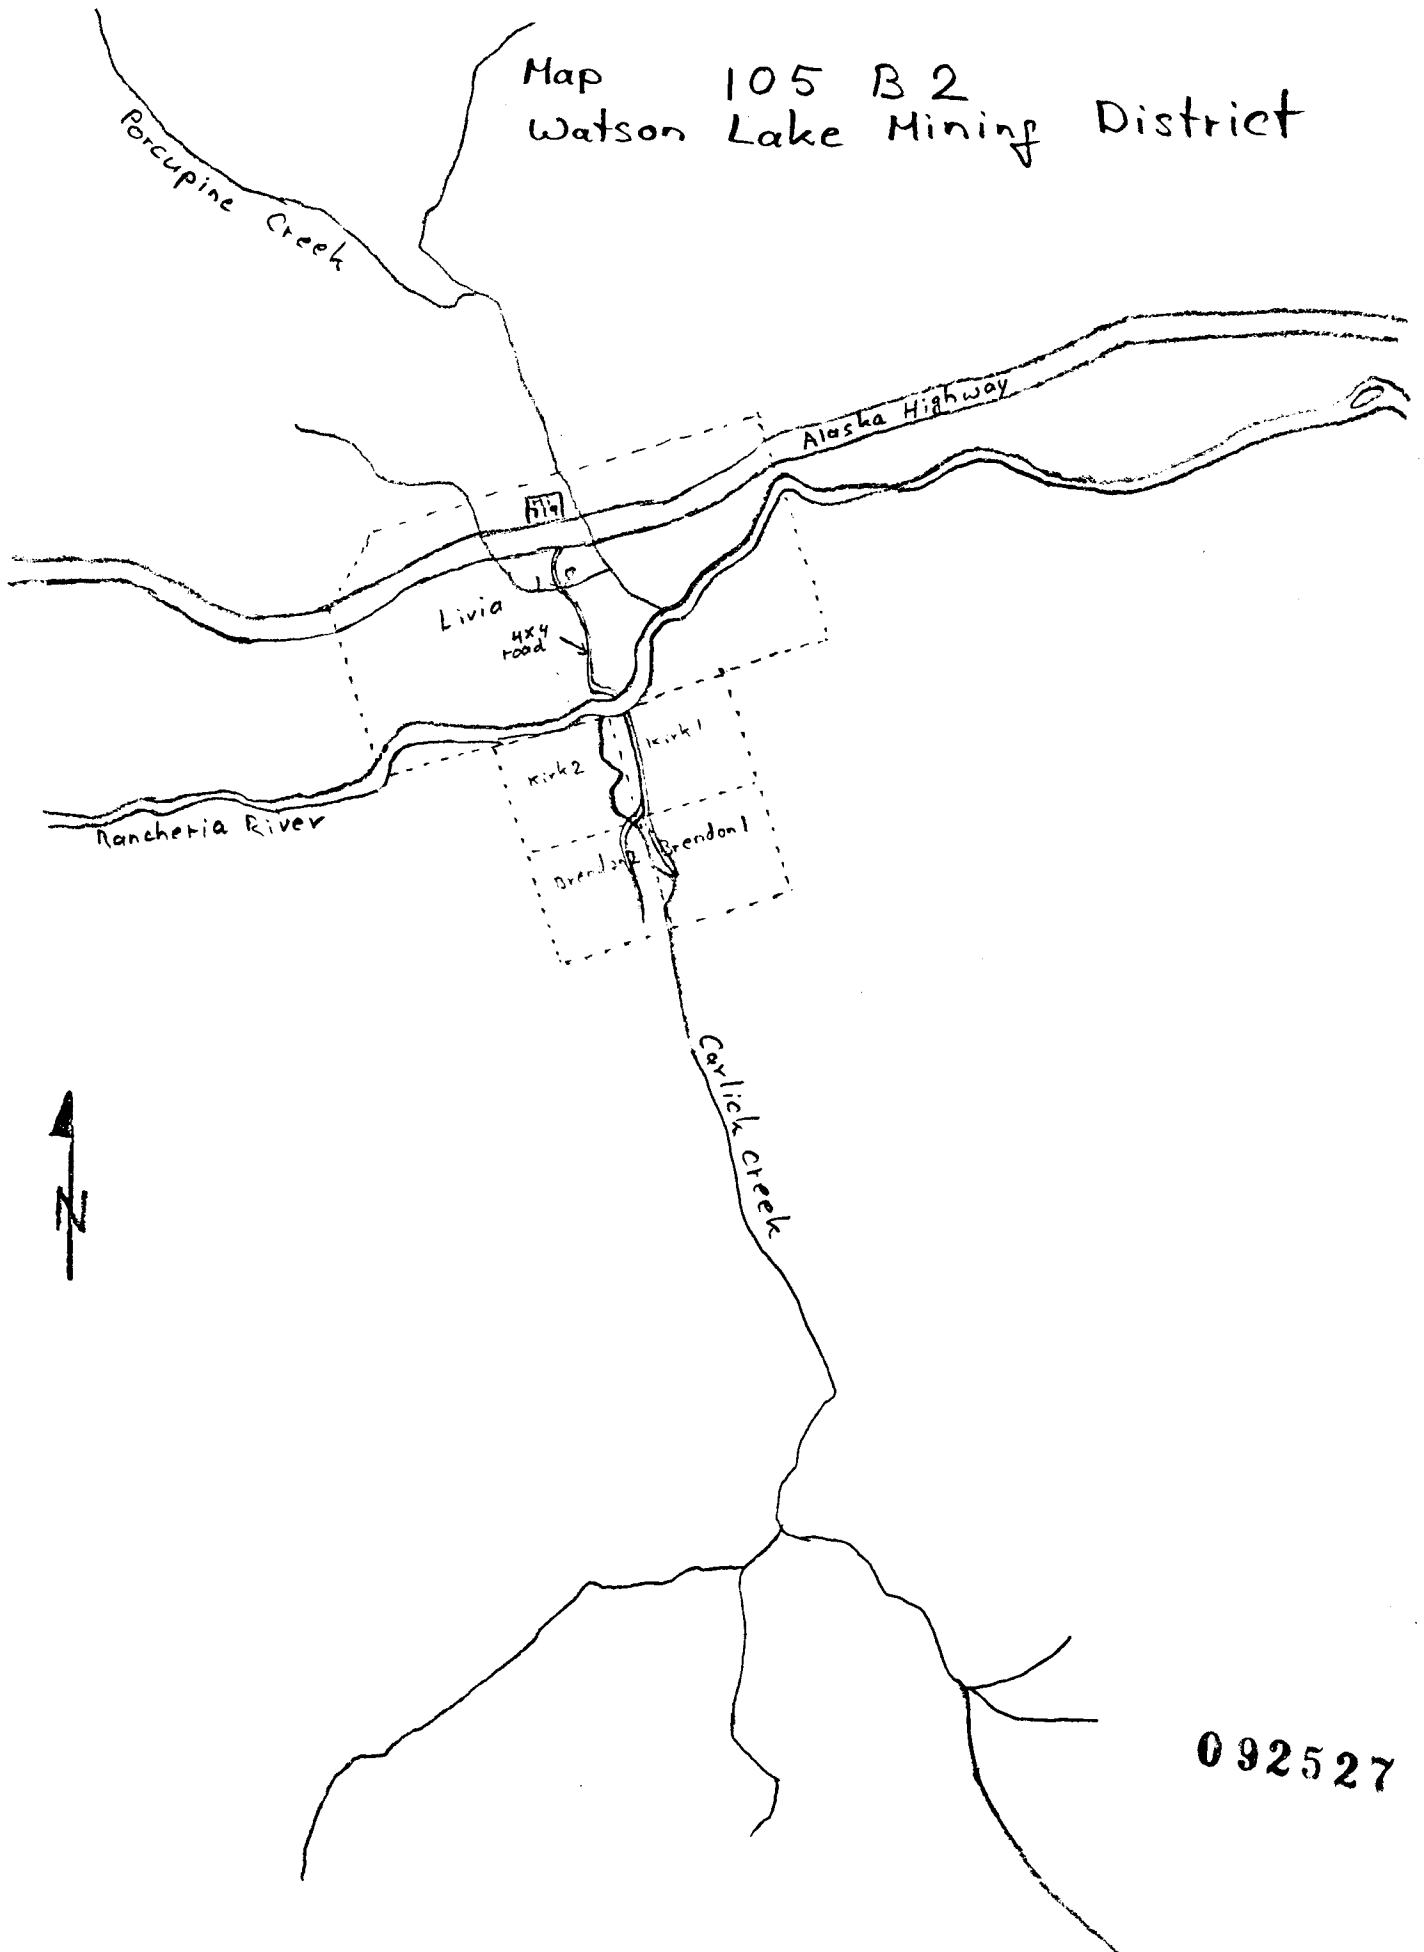 Map 105 B 2
Watson Lake Mining District
Porcupine Creek
Alaska Highway
Livia
4x4
road
Kirk 1
Kirk 2
Rancheria River
Brendon 1
Brendon 2
Carlick creek
N
092527